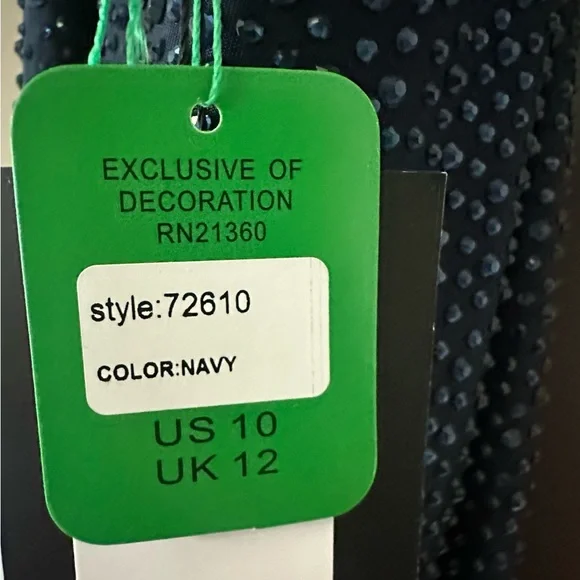 EXCLUSIVE OF
DECORATION
RN21360
style:72610
COLOR:NAVY
US 10
UK 12